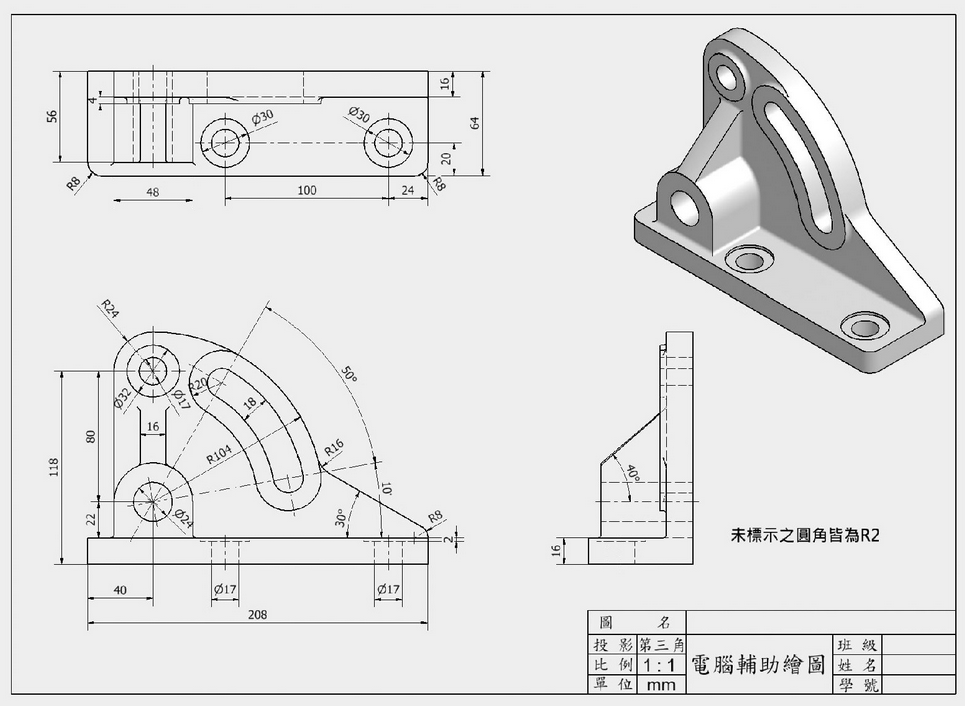 16
4
56
Ø30
Ø30
64
20
R8
R8
48
100
24
R24
50°
R20
Ø32
Ø17
18
16
80
R104
R16
118
10°
40°
Ø24
22
30°
R8
2
未標示之圓角皆為R2
16
40
Ø17
Ø17
208
圖 名
投 影 第三角
班 級
比 例 1:1
電腦輔助繪圖
姓 名
單 位 mm
學 號